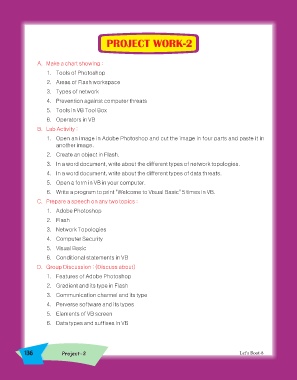 PROJECT WORK-2
A. Make a chart showing :
1. Tools of Photoshop
2. Areas of Flash workspace
3. Types of network
4. Prevention against computer threats
5. Tools in VB Tool Box
6. Operators in VB
B. Lab Activity :
1. Open an image in Adobe Photoshop and cut the image in four parts and paste it in
another image.
2. Create an object in Flash.
3. In a word document, write about the different types of network topologies.
4. In a word document, write about the different types of data threats.
5. Open a form in VB in your computer.
6. Write a program to print "Welcome to Visual Basic" 5 times in VB.
C. Prepare a speech on any two topics :
1. Adobe Photoshop
2. Flash
3. Network Topologies
4. Computer Security
5. Visual Basic
6. Conditional statements in VB
D. Group Discussion : (Discuss about)
1. Features of Adobe Photoshop
2. Gradient and its type in Flash
3. Communication channel and its type
4. Perverse software and its types
5. Elements of VB screen
6. Data types and suffixes in VB
136 Project-2 Let's Boot-8